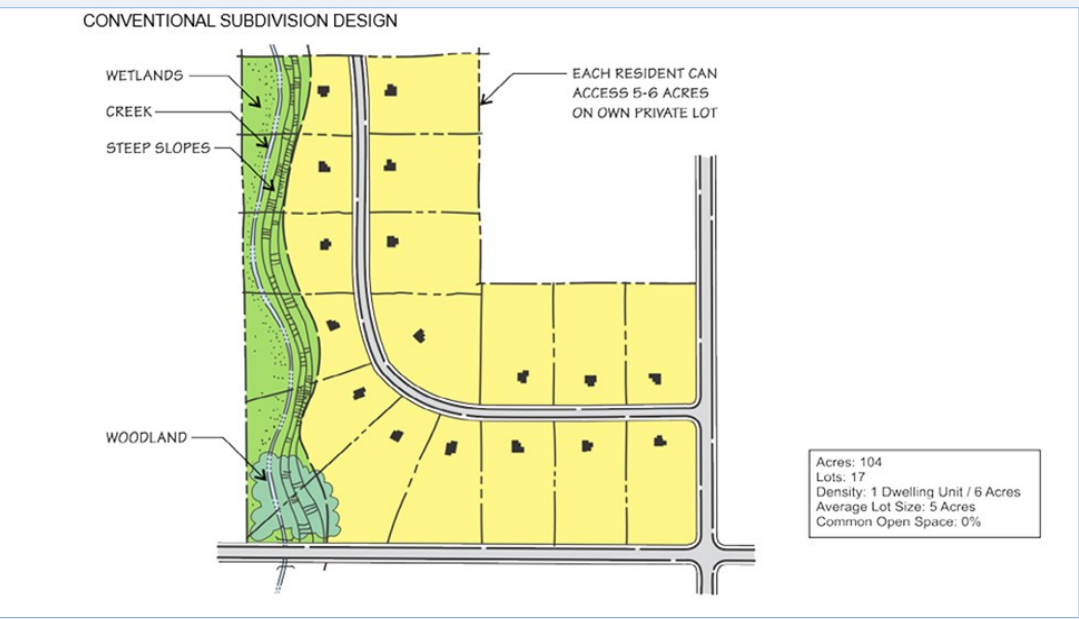 CONVENTIONAL SUBDIVISION DESIGN
WETLANDS
CREEK
STEEP SLOPES
EACH RESIDENT CAN
ACCESS 5-6 ACRES
ON OWN PRIVATE LOT
WOODLAND
Acres: 104
Lots: 17
Density: 1 Dwelling Unit / 6 Acres
Average Lot Size: 5 Acres
Common Open Space: 0%